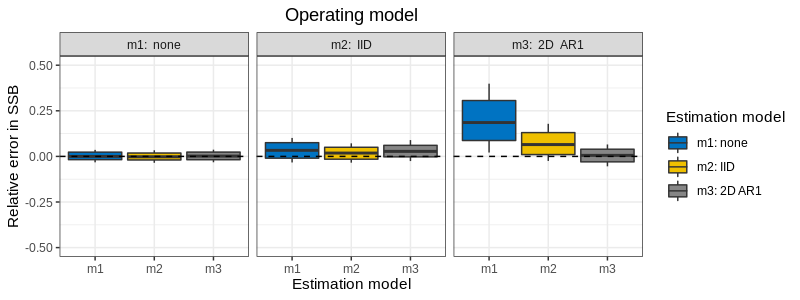 Operating model
m1: none
m2: IID
m3: 2D AR1
Relative error in SSB
0.50
0.25
0.00
-0.25
-0.50
m1 m2 m3
m1 m2 m3
m1 m2 m3
Estimation model
Estimation model
m1: none
m2: IID
m3: 2D AR1